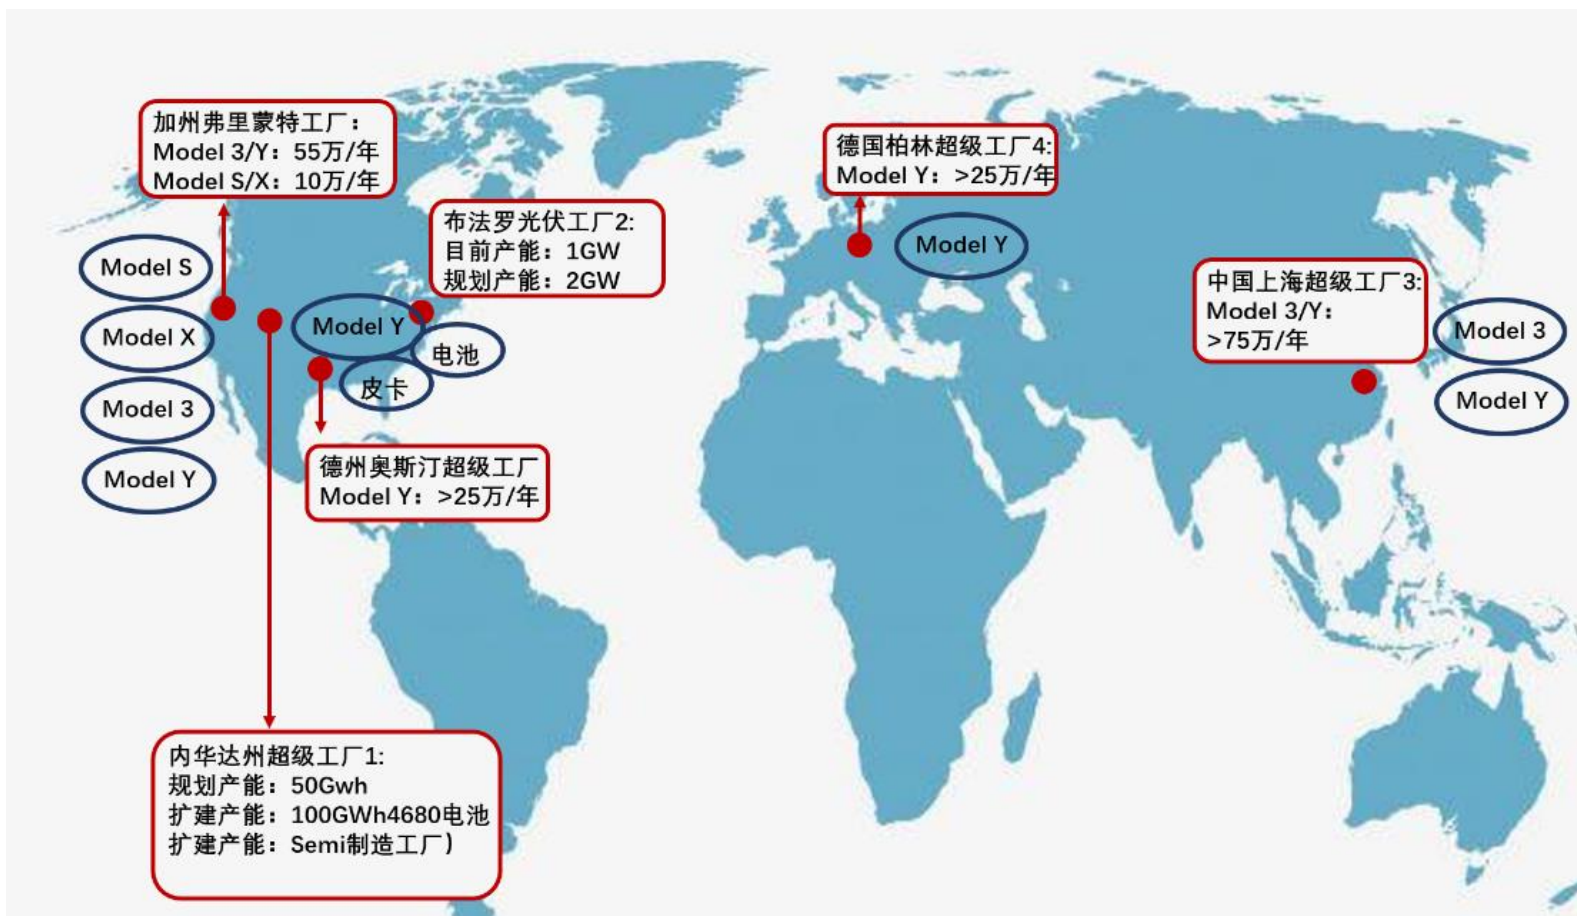 加州弗里蒙特工厂：
Model 3/Y：55万/年
Model S/X：10万/年
德国柏林超级工厂4:
Model Y：>25万/年
布法罗光伏工厂2:
目前产能：1GW
规划产能：2GW
Model Y
Model S
中国上海超级工厂3:
Model 3/Y：
>75万/年
Model X
Model Y
电池
皮卡
Model 3
Model Y
Model 3
Model Y
德州奥斯汀超级工厂
Model Y：>25万/年
内华达州超级工厂1:
规划产能：50Gwh
扩建产能：100GWh4680电池
扩建产能：Semi制造工厂)